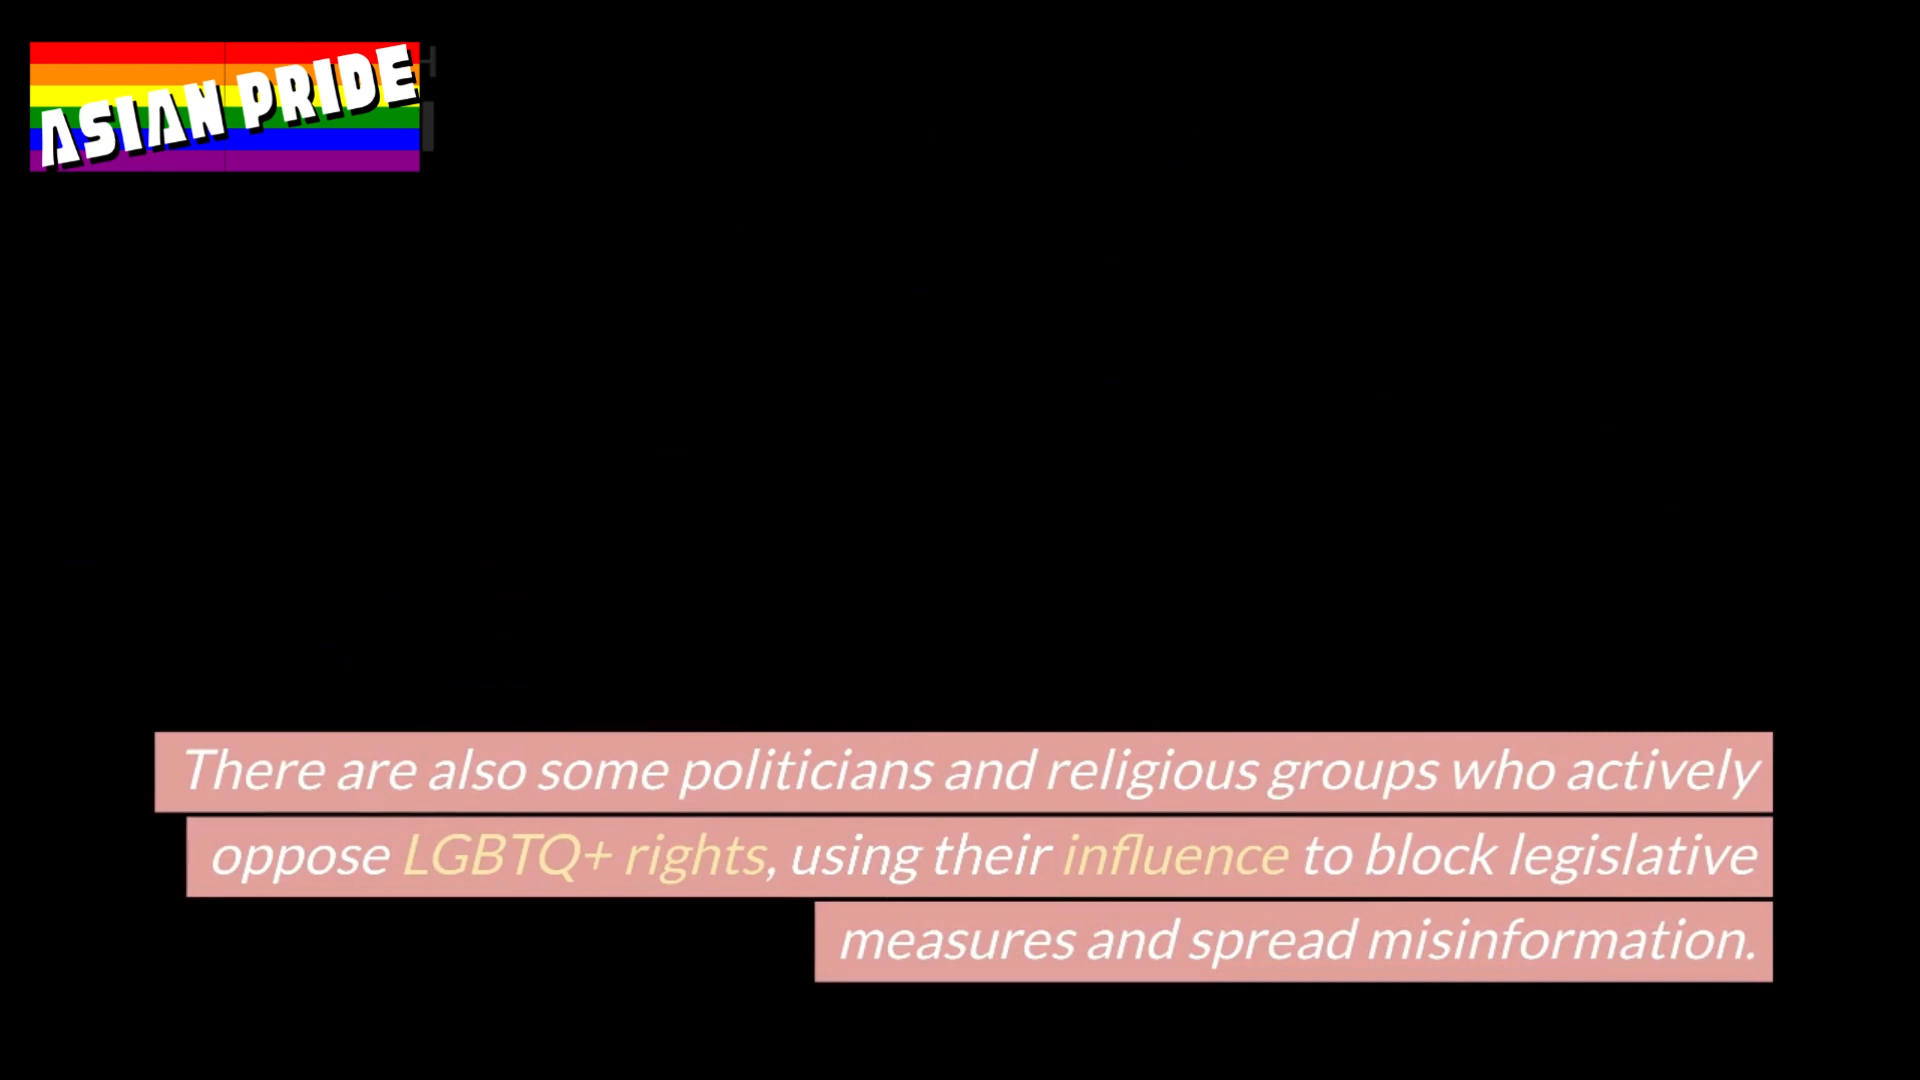 ASIAN PRIDE
There are also some politicians and religious groups who actively
oppose LGBTQ+ rights, using their influence to block legislative
measures and spread misinformation.